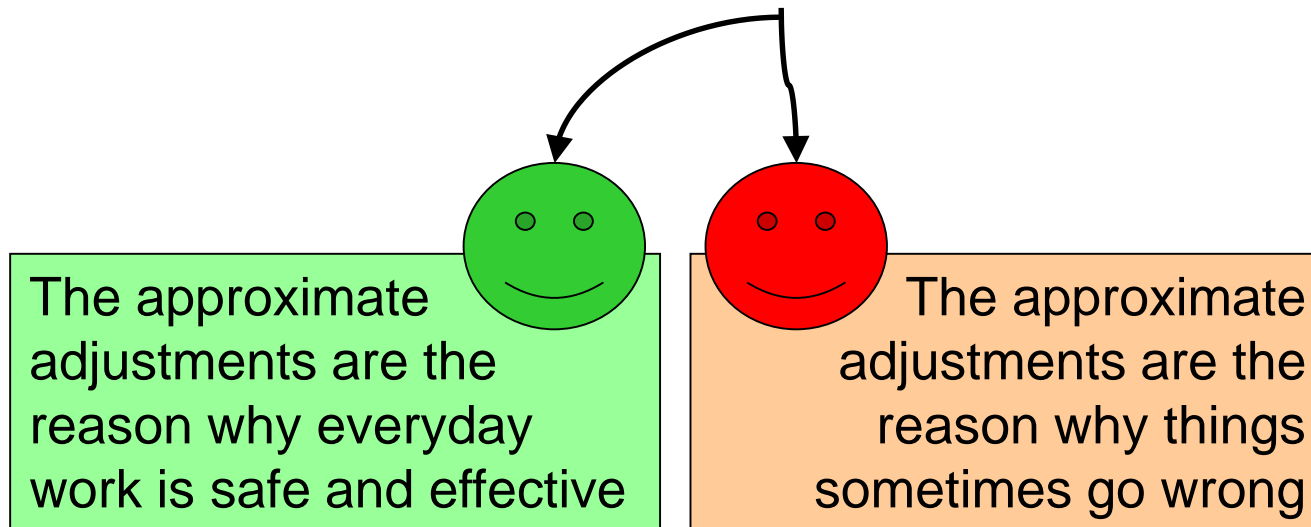 The approximate
adjustments are the
reason why everyday
work is safe and effective
The approximate
adjustments are the
reason why things
sometimes go wrong